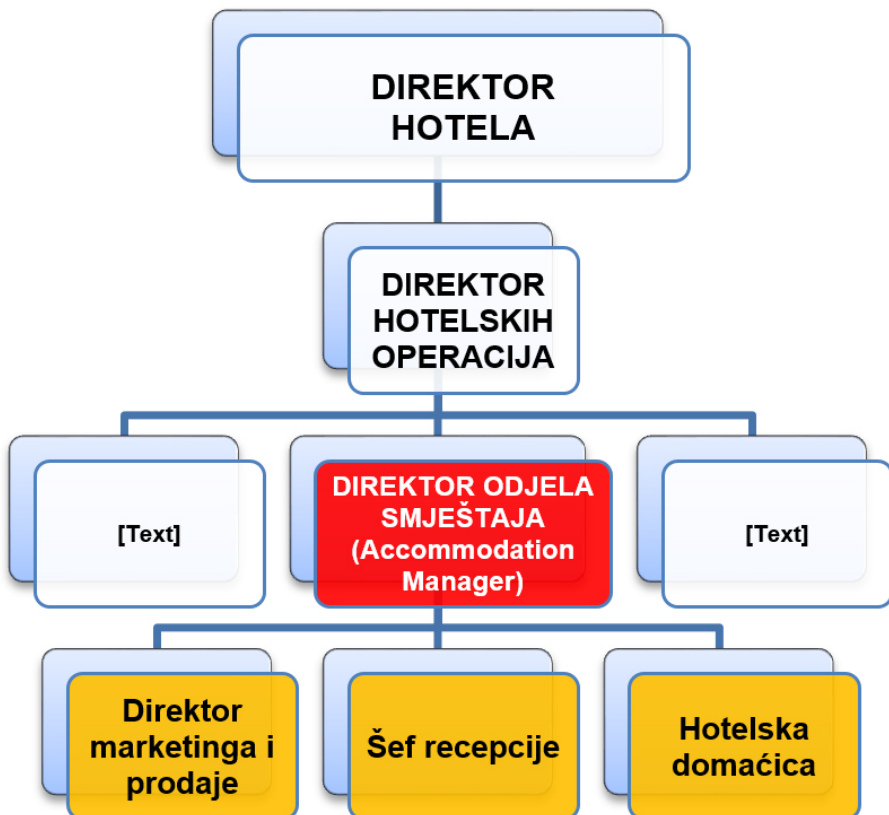 DIREKTOR
HOTELA
DIREKTOR
HOTELSKIH
OPERACIJA
[Text]
DIREKTOR ODJELA
SMJEŠTAJA
(Accommodation
Manager)
[Text]
Direktor
marketinga i
prodaje
Šef recepcije
Hotelska
domaćica